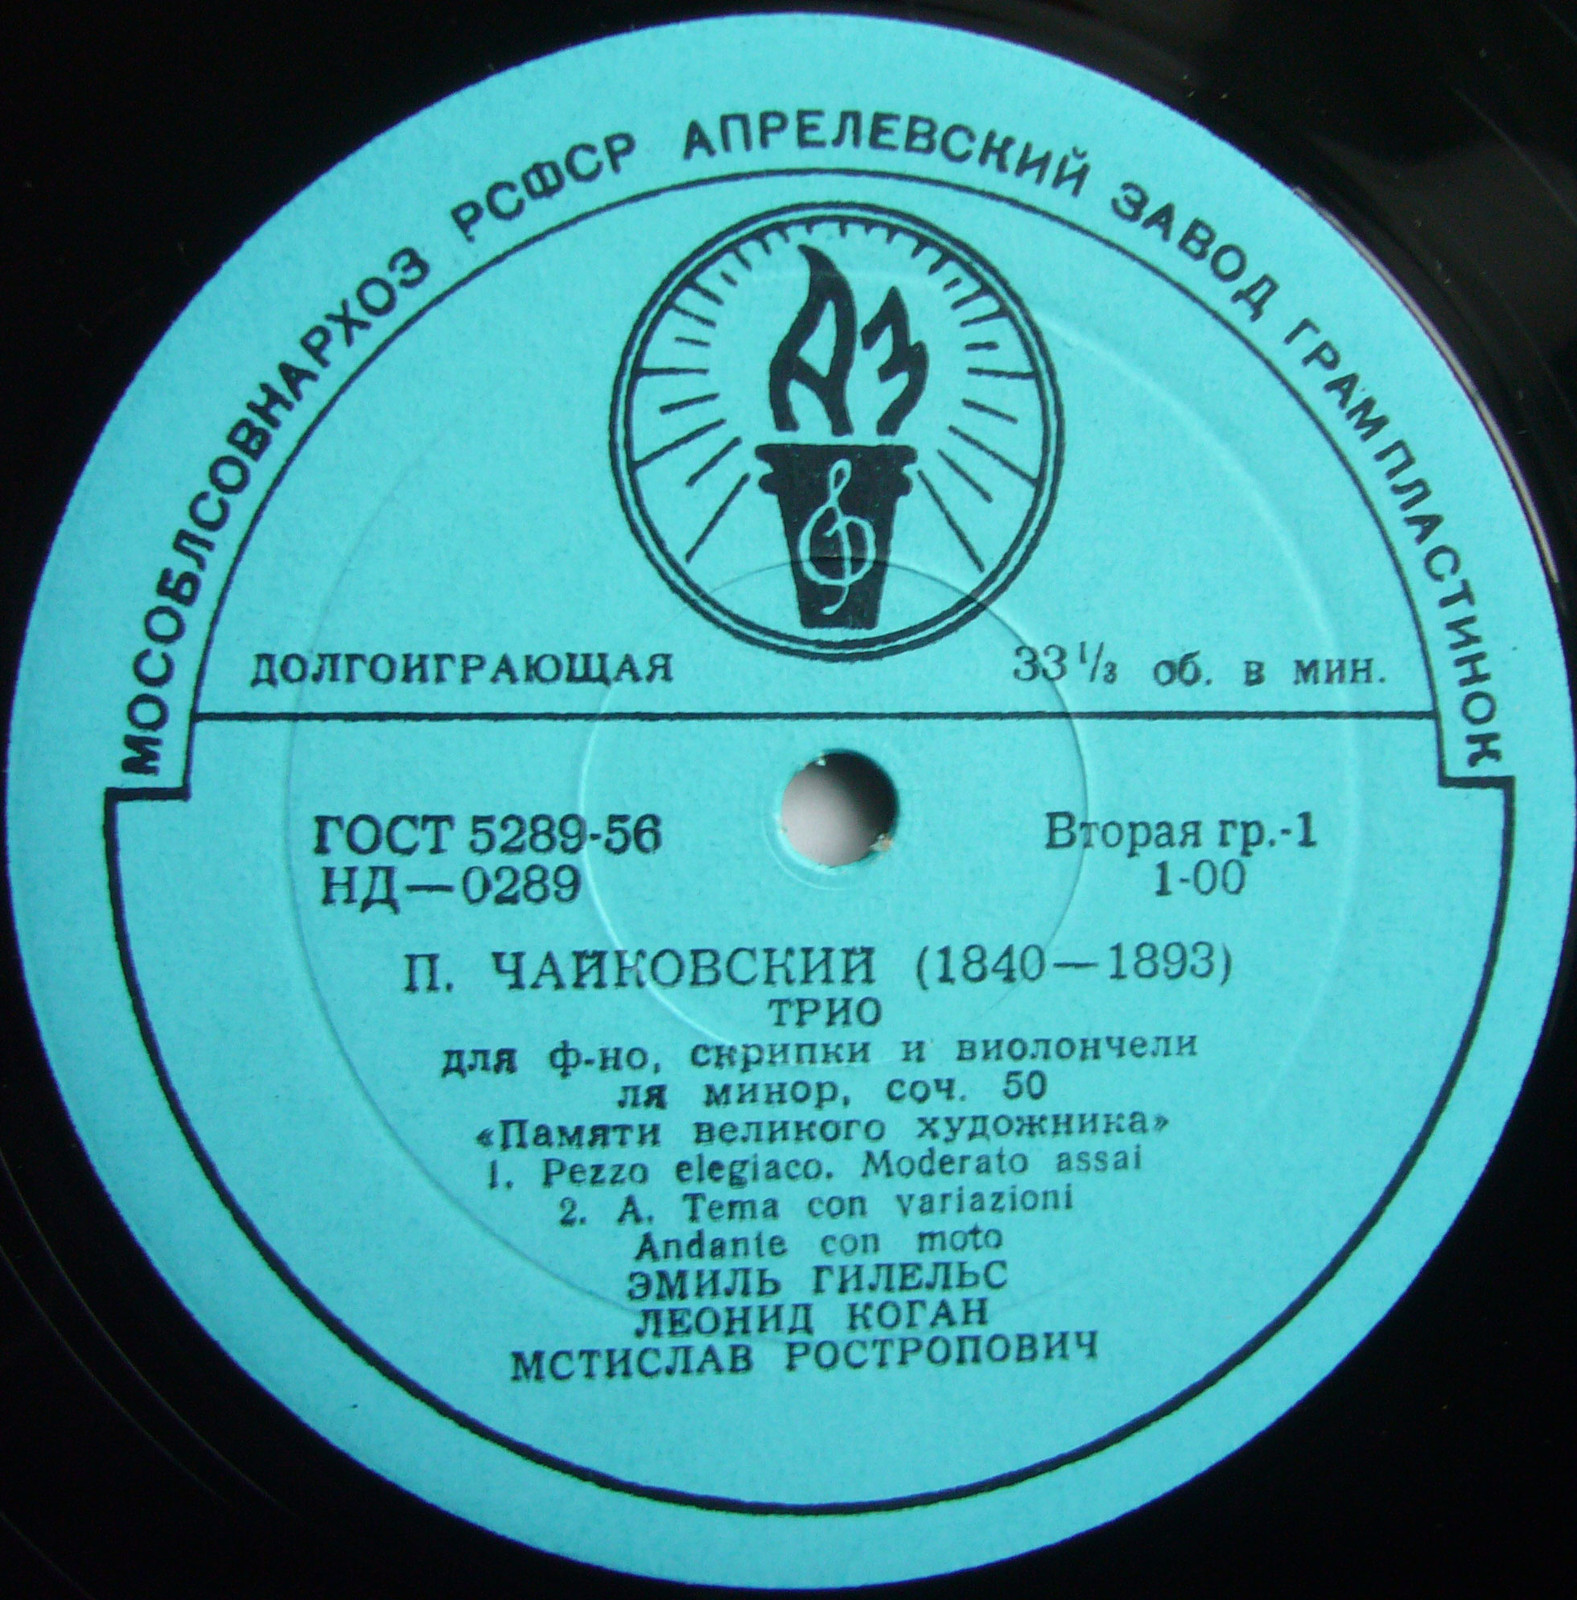 МОСОБЛСОВНАРХОЗ РСФСР АПРЕЛЕВСКИЙ ЗАВОД ГРАМПЛАСТИНОК
АЗ
ДОЛГОИГРАЮЩАЯ
33 1/3 об. в мин.
ГОСТ 5289-56
Вторая гр.-1
НД—0289
1-00
П. ЧАЙКОВСКИЙ (1840—1893)
ТРИО
для ф-но, скрипки и виолончели
ля минор, соч. 50
«Памяти великого художника»
1. Pezzo elegiaco. Moderato assai
2. A. Tema con variazioni
Andante con moto
ЭМИЛЬ ГИЛЕЛЬС
ЛЕОНИД КОГАН
МСТИСЛАВ РОСТРОПОВИЧ